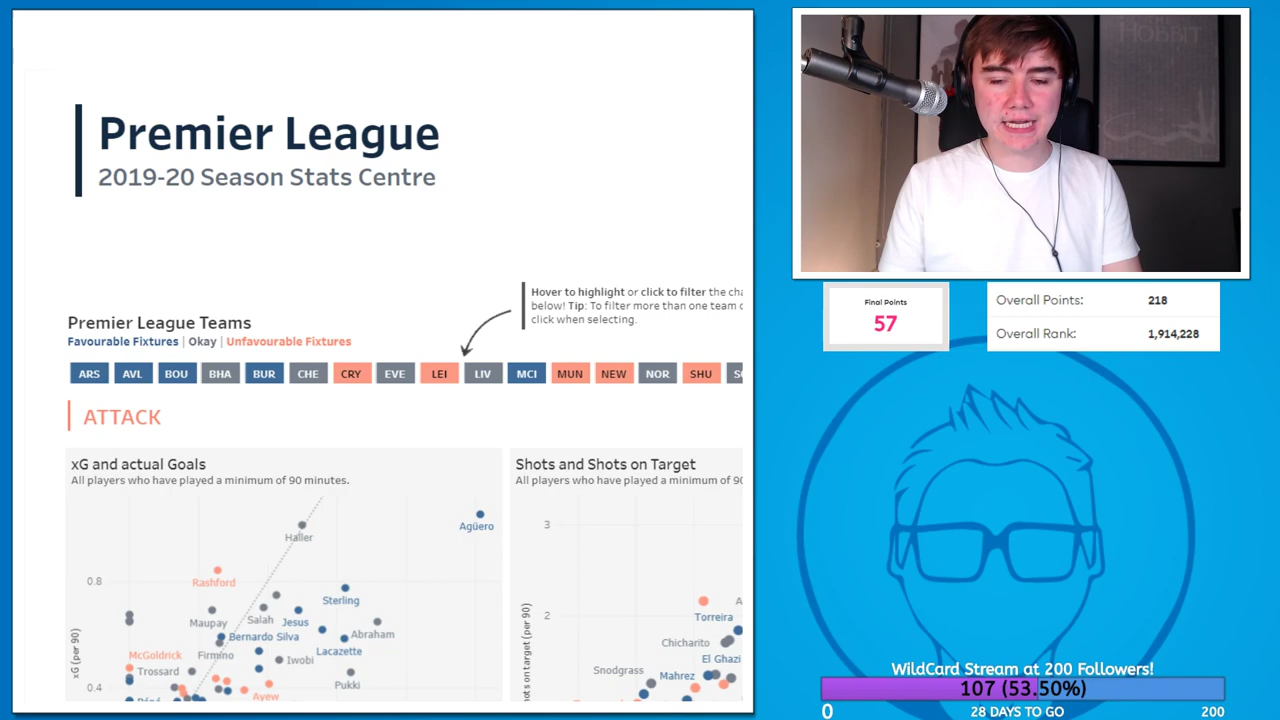 Premier League
2019-20 Season Stats Centre
Hover to highlight or click to filter the cha
below! Tip: To filter more than one team
click when selecting.
Premier League Teams
Favourable Fixtures | Okay | Unfavourable Fixtures
ARS AVL BOU BHA BUR CHE CRY EVE LEI LIV MCI MUN NEW NOR SHU
ATTACK
xG and actual Goals
All players who have played a minimum of 90 minutes.
Agüero
Haller
0.8
Rashford
Sterling
Maupay
Salah
Jesus
Bernardo Silva
Abraham
Firmino
Lacazette
McGoldrick
Trossard
Iwobi
Pukki
0.4
Ayew
xG (per 90)
Shots and Shots on Target
All players who have played a minimum of 90
3
2
Torreira
Chicharito
El Ghazi
Snodgrass
Mahrez
on target (per 90)
HOBBIT
Final Points
57
Overall Points: 218
Overall Rank: 1,914,228
WildCard Stream at 200 Followers!
107 (53.50%)
0 28 DAYS TO GO 200